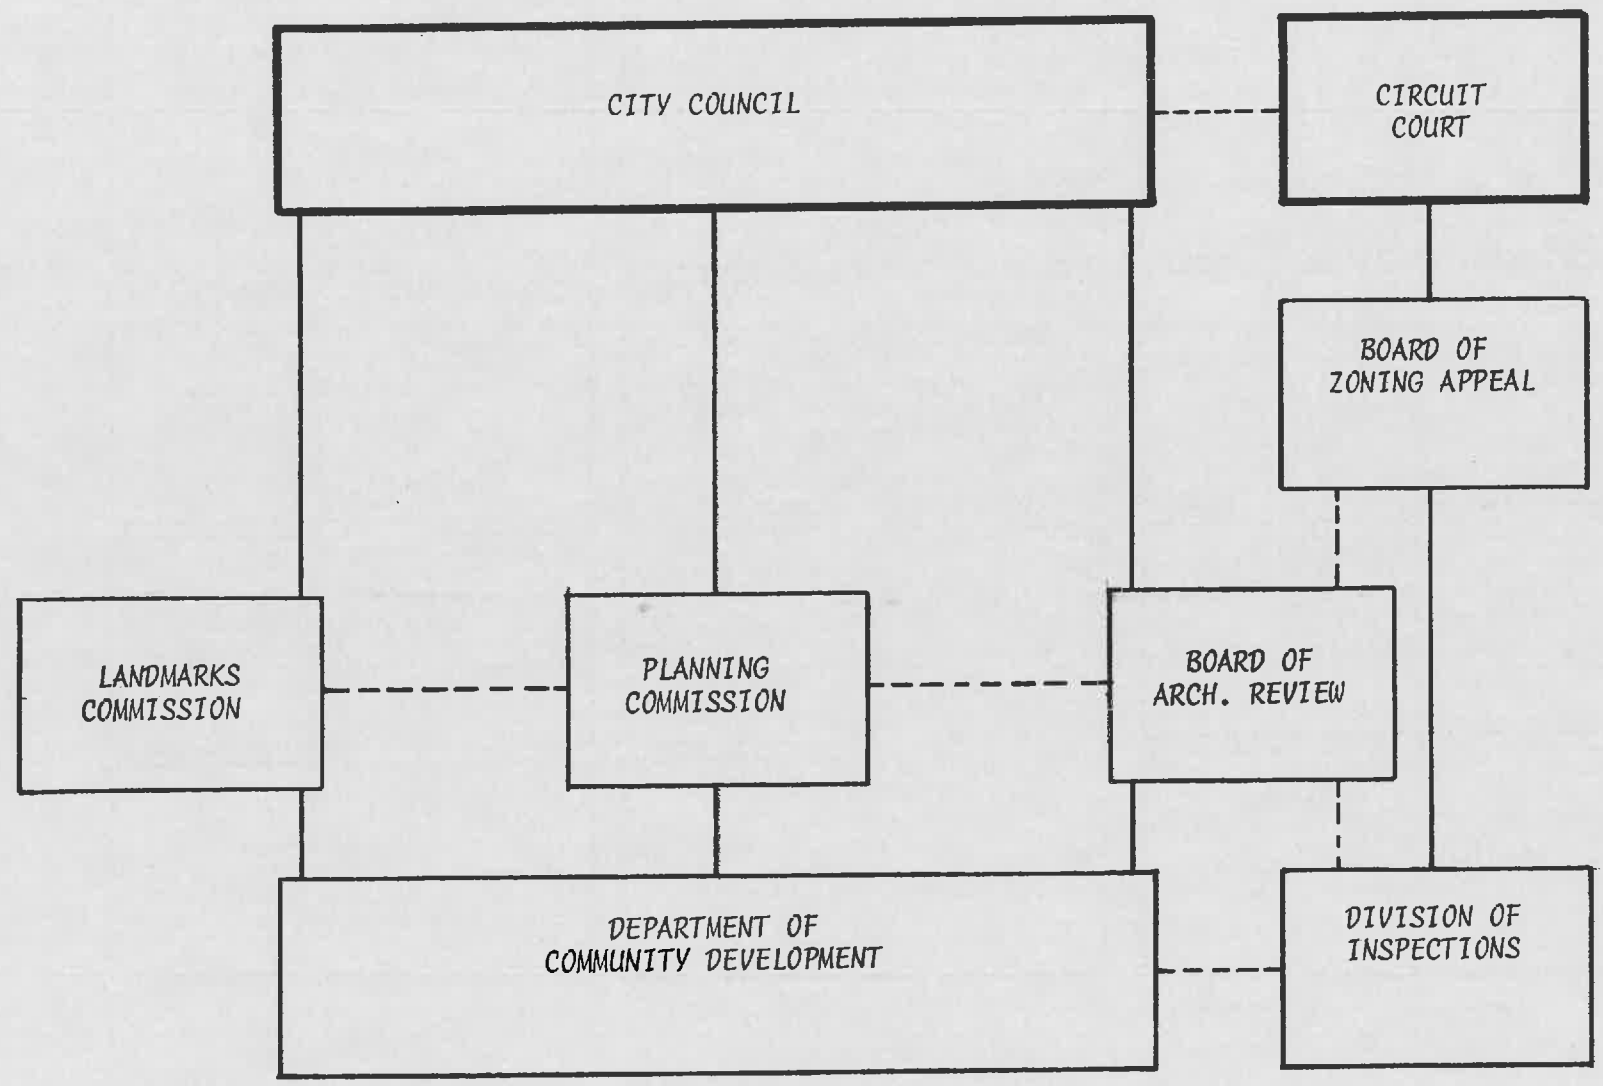 CITY COUNCIL
CIRCUIT
COURT
BOARD OF
ZONING APPEAL
LANDMARKS
COMMISSION
PLANNING
COMMISSION
BOARD OF
ARCH. REVIEW
DEPARTMENT OF
COMMUNITY DEVELOPMENT
DIVISION OF
INSPECTIONS